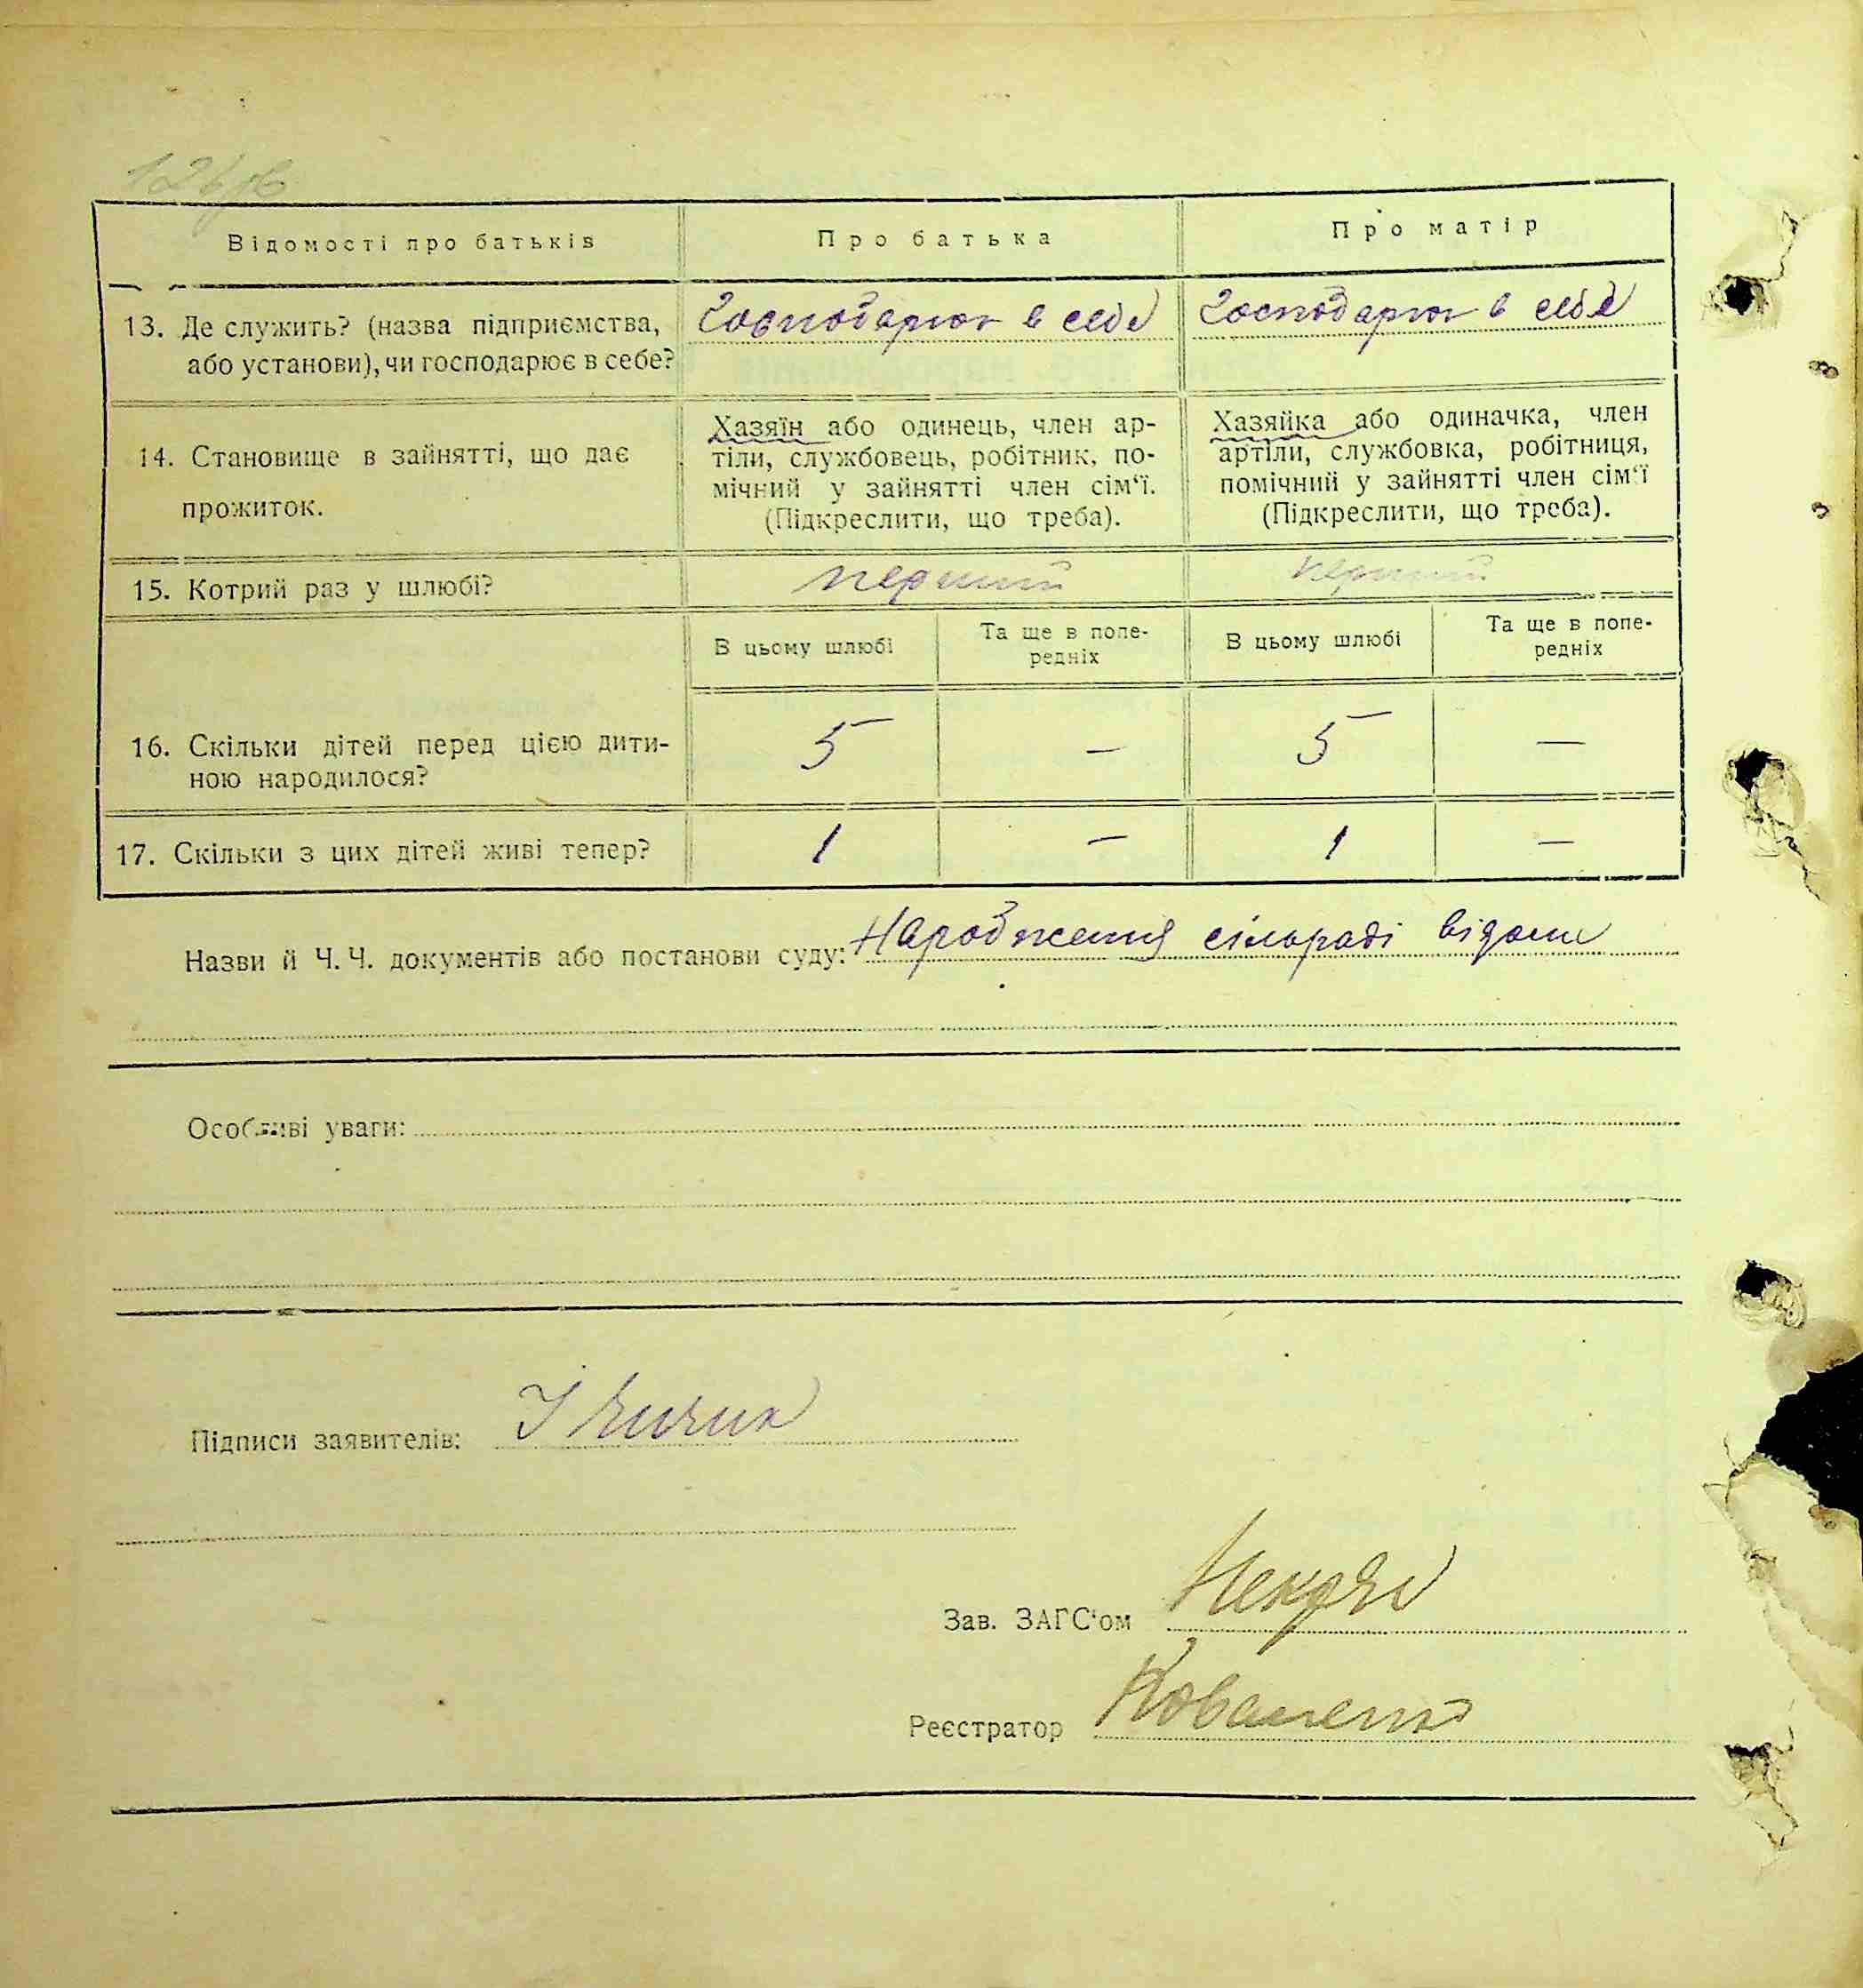 Відомості про батьків
Про батька
Про матір
13. Де служить? (назва підприємства,
або установи), чи господарює в себе?
Господарює в себе
Господарює в себе
14. Становище в зайнятті, що дає
прожиток.
Хазяїн або одинець, член ар-
тіли, службовець, робітник, по-
мічний у зайнятті член сім‘ї.
(Підкреслити, що треба).
Хазяйка або одиначка, член
артіли, службовка, робітниця,
помічний у зайнятті член сім‘ї
(Підкреслити, що треба).
15. Котрий раз у шлюбі?
перший
перший
В цьому шлюбі
Та ще в попе-
редніх
В цьому шлюбі
Та ще в попе-
редніх
16. Скільки дітей перед цією дити-
ною народилося?
5
—
5
—
17. Скільки з цих дітей живі тепер?
1
—
1
—
Назви й Ч. Ч. документів або постанови суду: Народження сільраді відоме
Особливі уваги:
Підписи заявителів:
Зав. ЗАГС‘ом
Реєстратор Коваленко